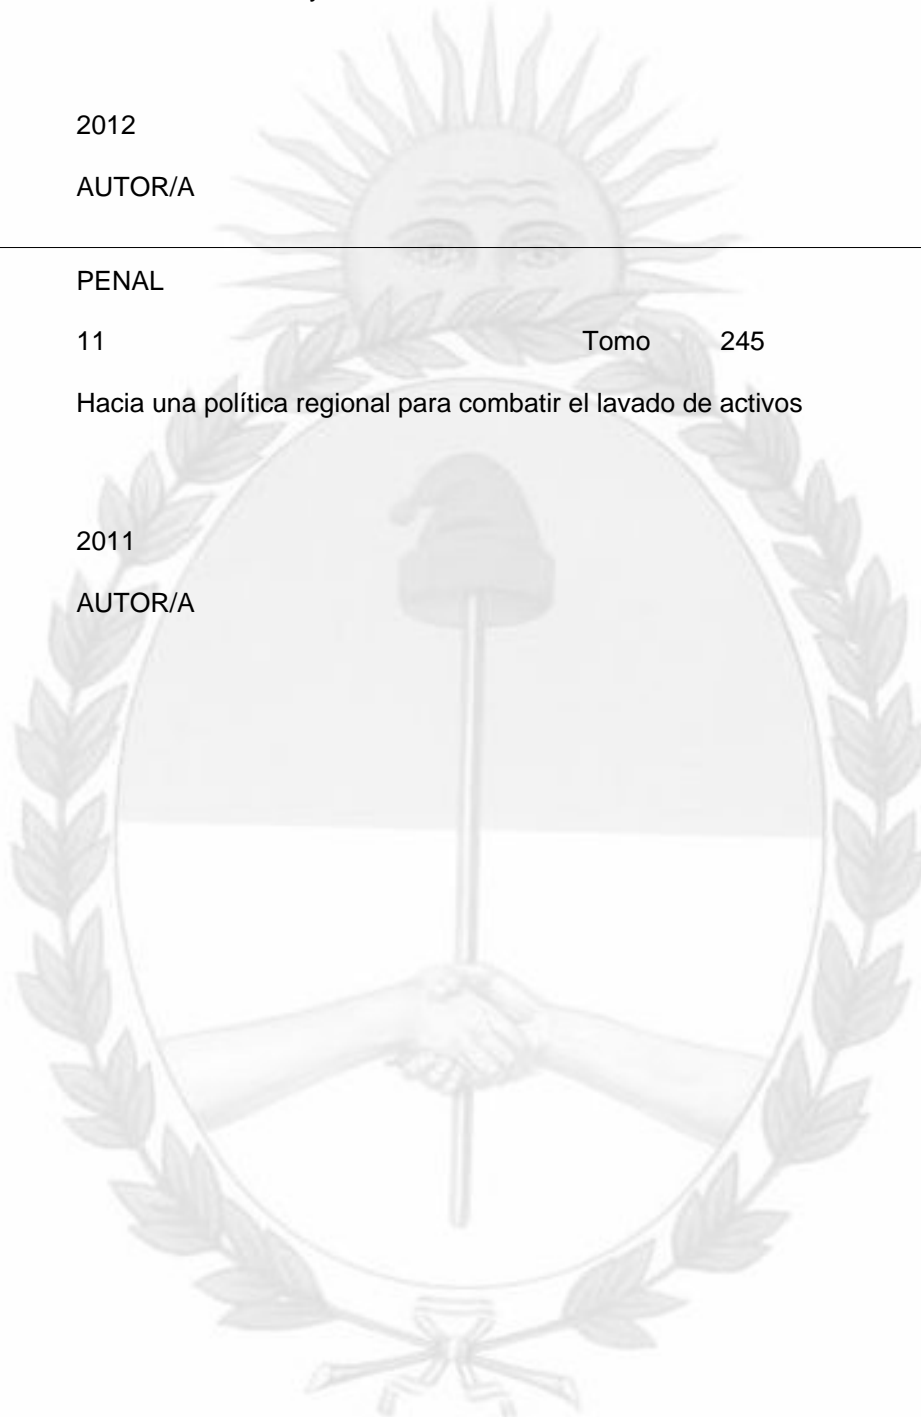 2012
AUTOR/A
PENAL
11 Tomo 245
Hacia una política regional para combatir el lavado de activos
2011
AUTOR/A